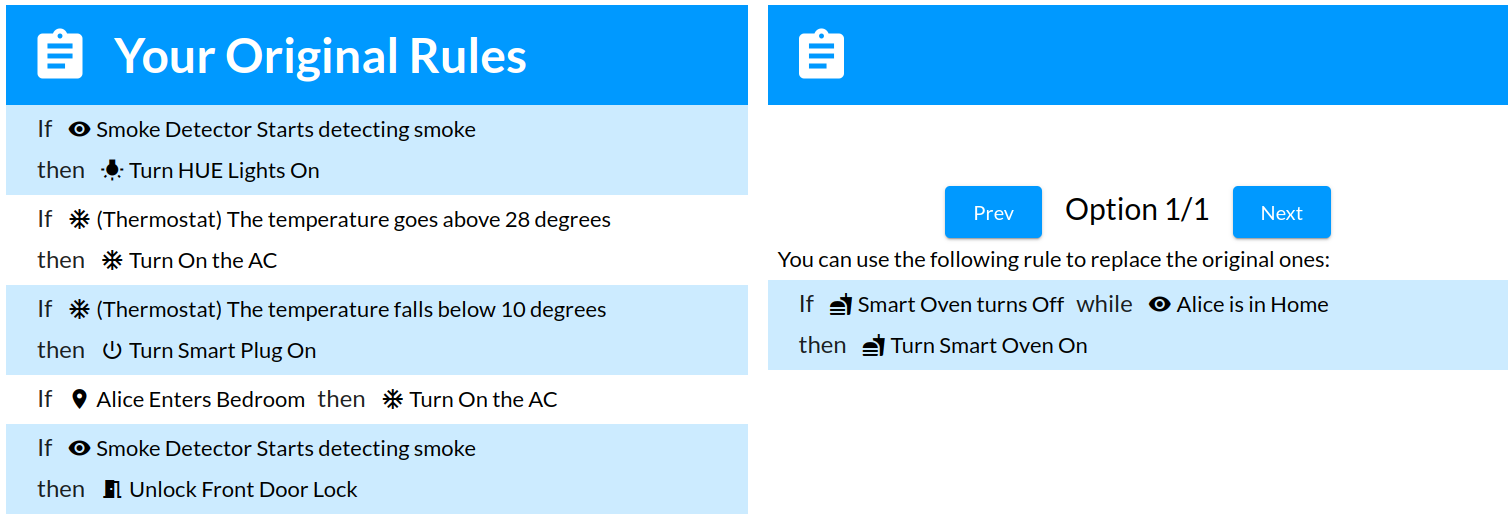 Your Original Rules
If Smoke Detector Starts detecting smoke
then Turn HUE Lights On
If (Thermostat) The temperature goes above 28 degrees
then Turn On the AC
If (Thermostat) The temperature falls below 10 degrees
then Turn Smart Plug On
If Alice Enters Bedroom then Turn On the AC
If Smoke Detector Starts detecting smoke
then Unlock Front Door Lock
Prev Option 1/1 Next
You can use the following rule to replace the original ones:
If Smart Oven turns Off while Alice is in Home
then Turn Smart Oven On